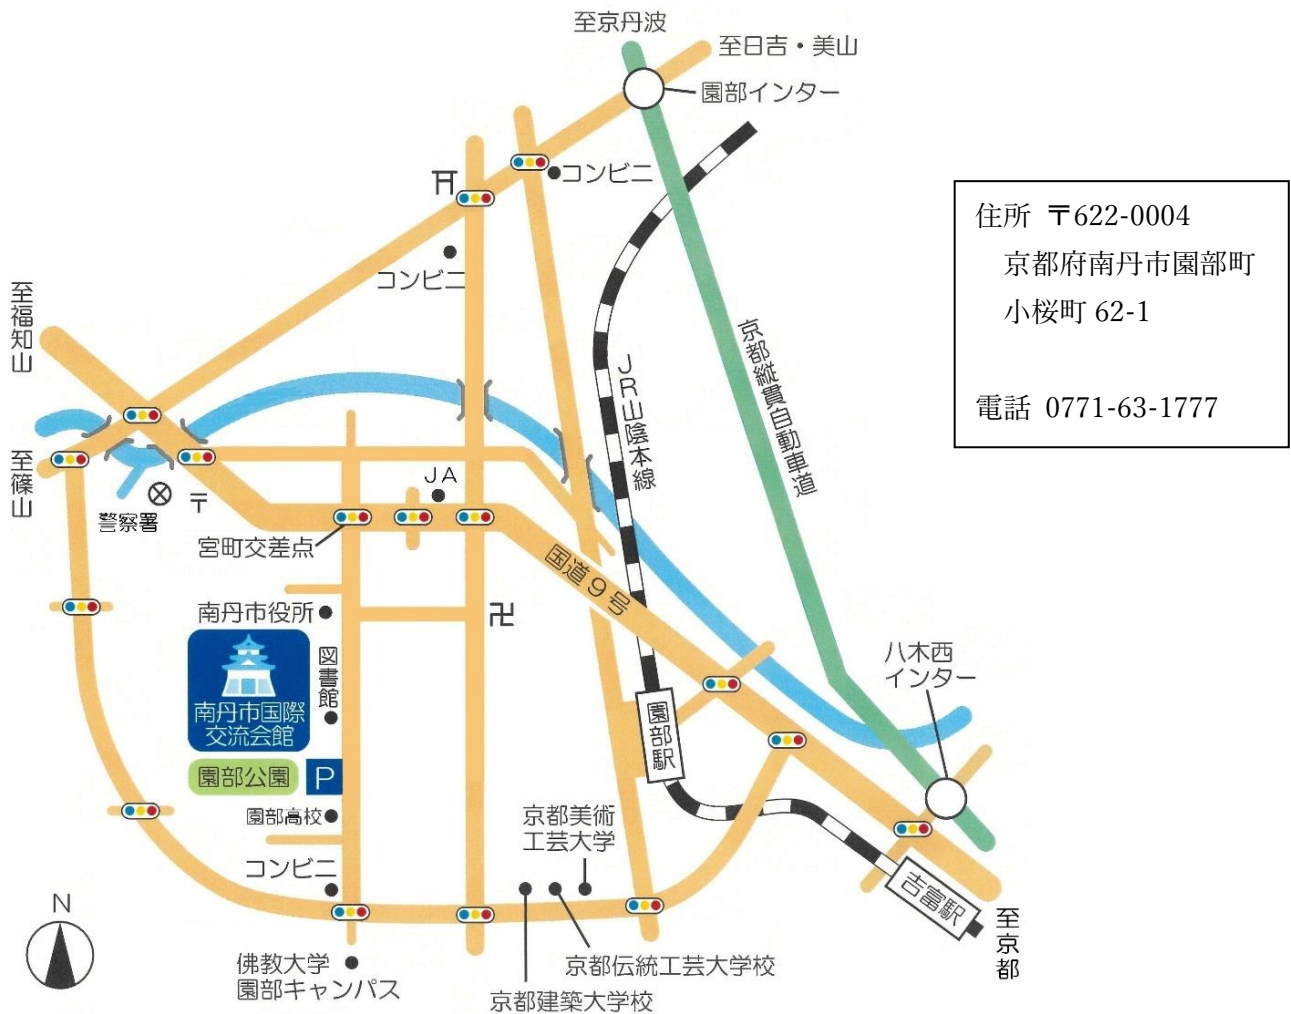 至京丹波
至日吉・美山
園部インター
コンビニ
コンビニ
住所 〒622-0004
京都府南丹市園部町
小桜町 62-1
電話 0771-63-1777
至福知山
京都縦貫自動車道
JR山陰本線
至篠山
JA
〒
警察署
宮町交差点
国道9号
南丹市役所
卍
図書館
南丹市国際
交流会館
八木西
インター
園部駅
園部公園
P
園部高校
京都美術
工芸大学
コンビニ
吉富駅
至京都
N
佛教大学
園部キャンパス
京都伝統工芸大学校
京都建築大学校